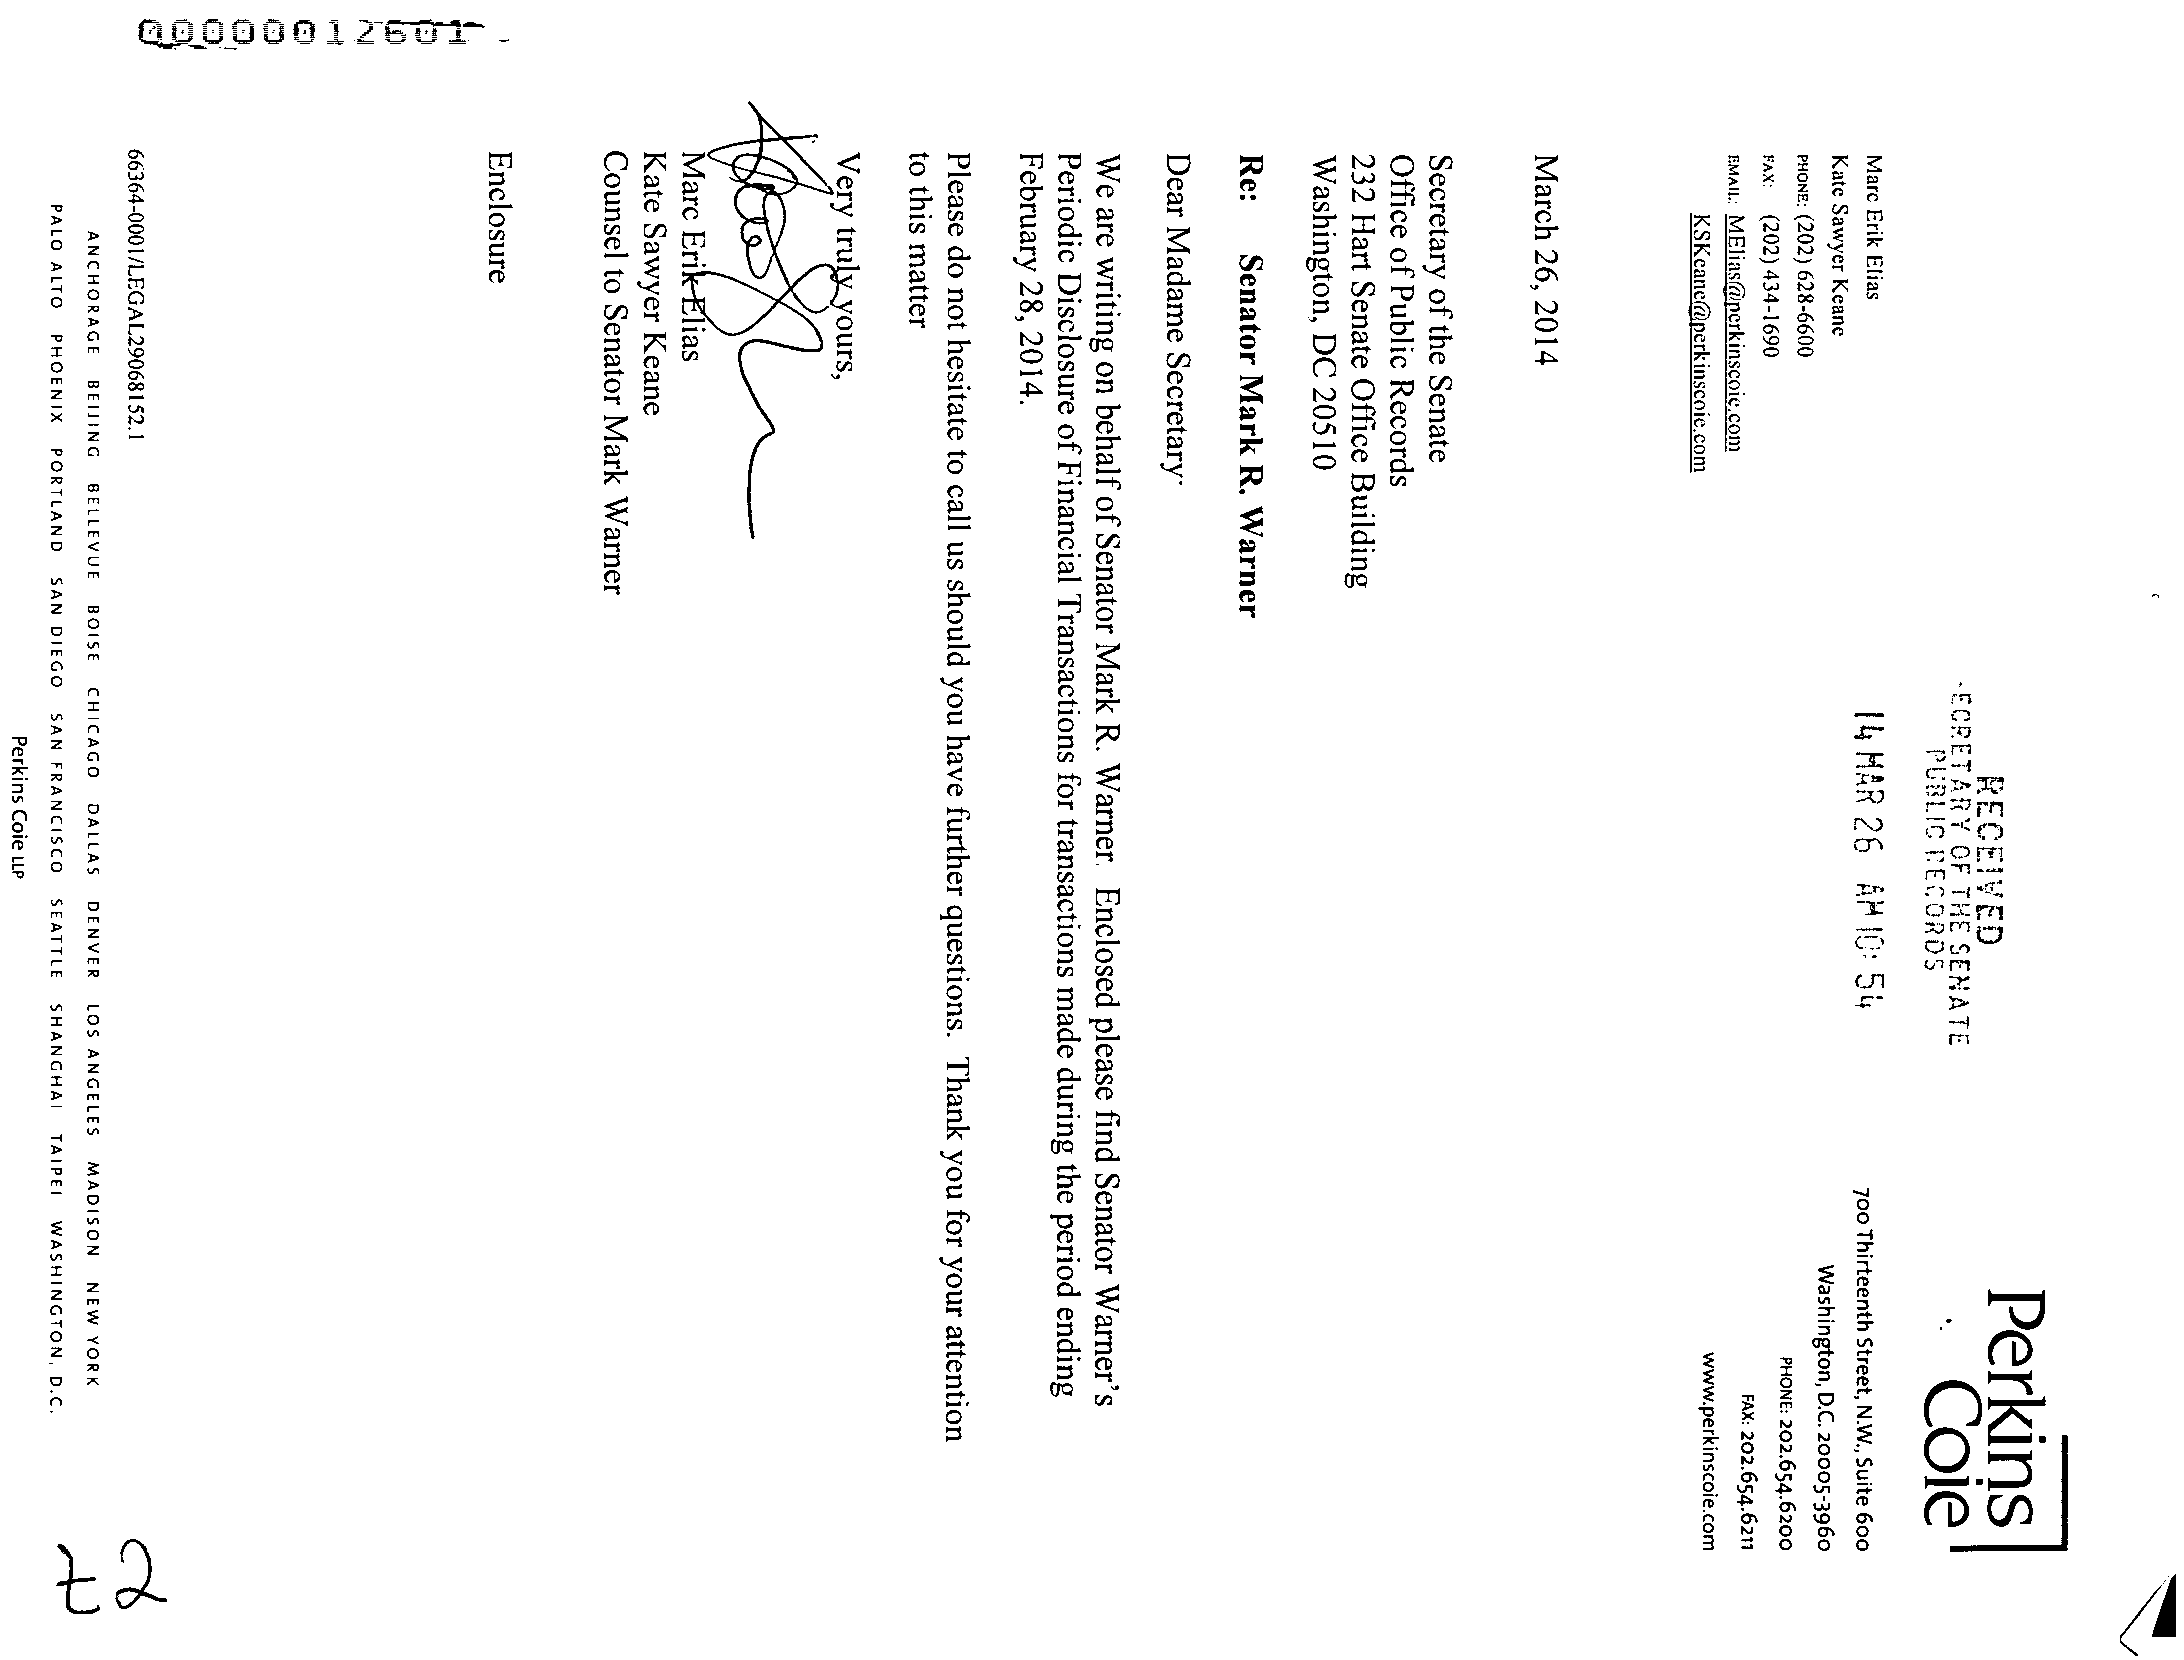 Perkins
Coie
RECEIVED
ECRETARY OF THE SENATE
PUBLIC RECORDS
14 MAR 26 AM 10: 54
700 Thirteenth Street, N.W., Suite 600
Washington, D.C. 20005-3960
PHONE: 202.654.6200
FAX: 202.654.6211
www.perkinscoie.com
Marc Erik Elias
Kate Sawyer Keane
PHONE: (202) 628-6600
FAX: (202) 434-1690
EMAIL: MElias@perkinscoie.com
KSKeane@perkinscoie.com
March 26, 2014
Secretary of the Senate
Office of Public Records
232 Hart Senate Office Building
Washington, DC 20510
Re: Senator Mark R. Warner
Dear Madame Secretary:
We are writing on behalf of Senator Mark R. Warner. Enclosed please find Senator Warner's
Periodic Disclosure of Financial Transactions for transactions made during the period ending
February 28, 2014.
Please do not hesitate to call us should you have further questions. Thank you for your attention
to this matter
Very truly yours,
Marc Erik Elias
Kate Sawyer Keane
Counsel to Senator Mark Warner
Enclosure
66364-0001/LEGAL29068152.1
ANCHORAGE BEIJING BELLEVUE BOISE CHICAGO DALLAS DENVER LOS ANGELES MADISON NEW YORK
PALO ALTO PHOENIX PORTLAND SAN DIEGO SAN FRANCISCO SEATTLE SHANGHAI TAIPEI WASHINGTON, D.C.
Perkins Coie LLP
00000012601